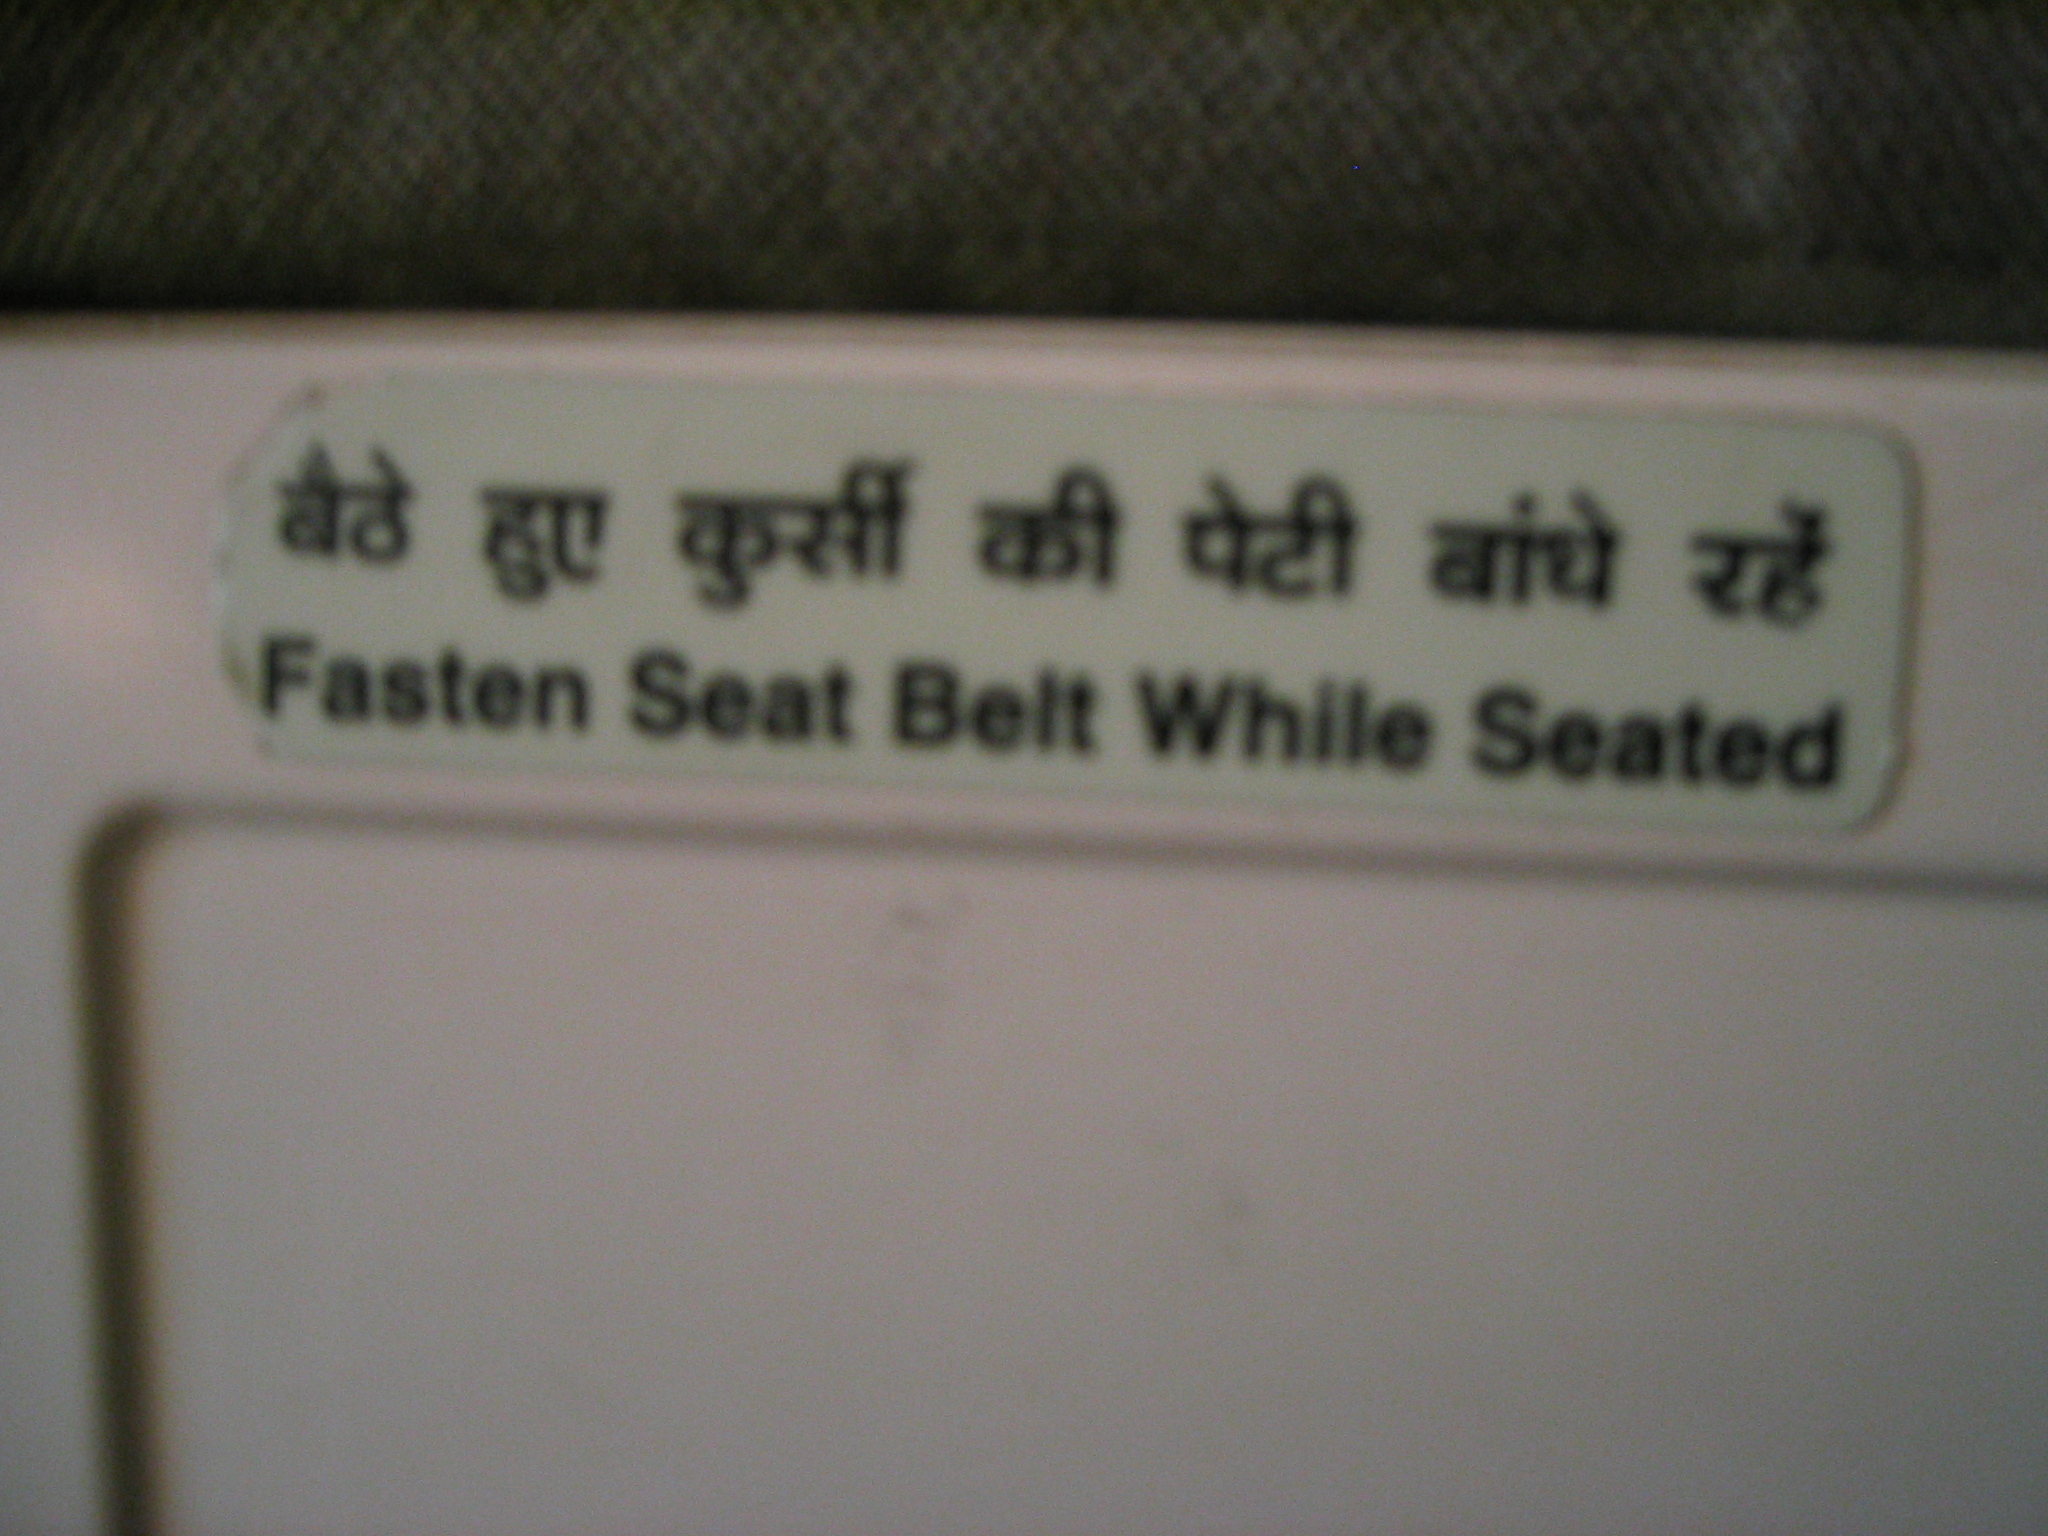 बैठे हुए कुर्सी की पेटी बांधे रहें
Fasten Seat Belt While Seated